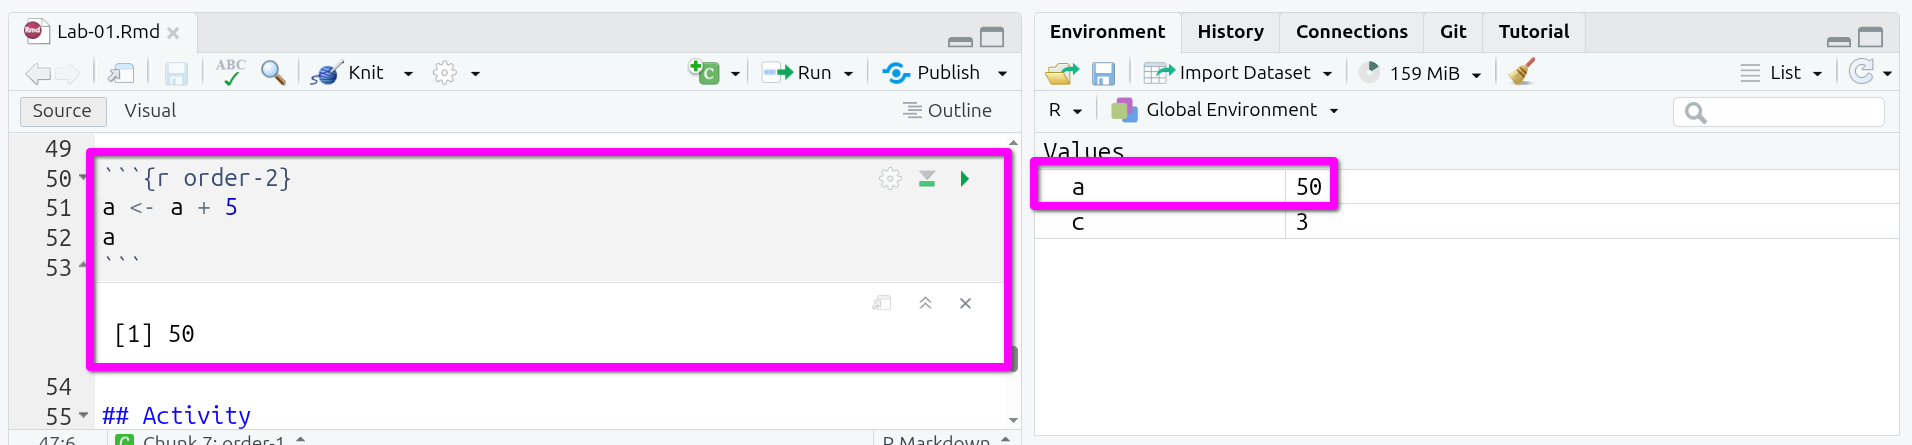 Lab-01.Rmd
ABC
Knit
Run
Publish
Source
Visual
Outline
49
50 ```{r order-2}
51 a <- a + 5
52 a
53 ```
[1] 50
54
55 ## Activity
47:6
Chunk 7: order-1
R Markdown
Environment
History
Connections
Git
Tutorial
Import Dataset
159 MiB
List
R
Global Environment
Values
a 50
c 3